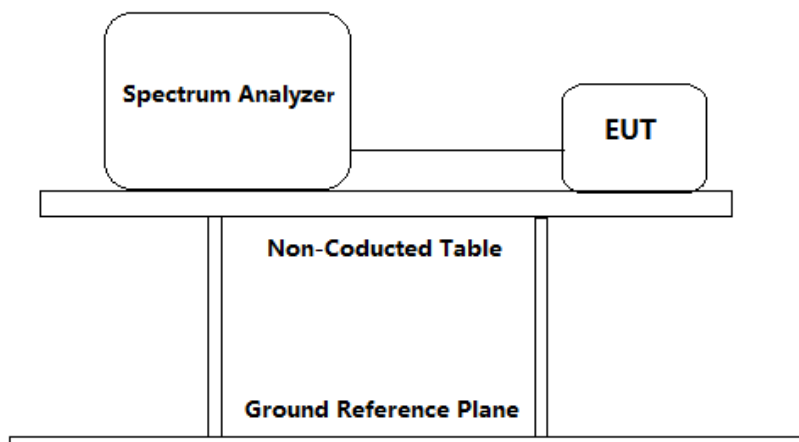 Spectrum Analyzer
EUT
Non-Coducted Table
Ground Reference Plane